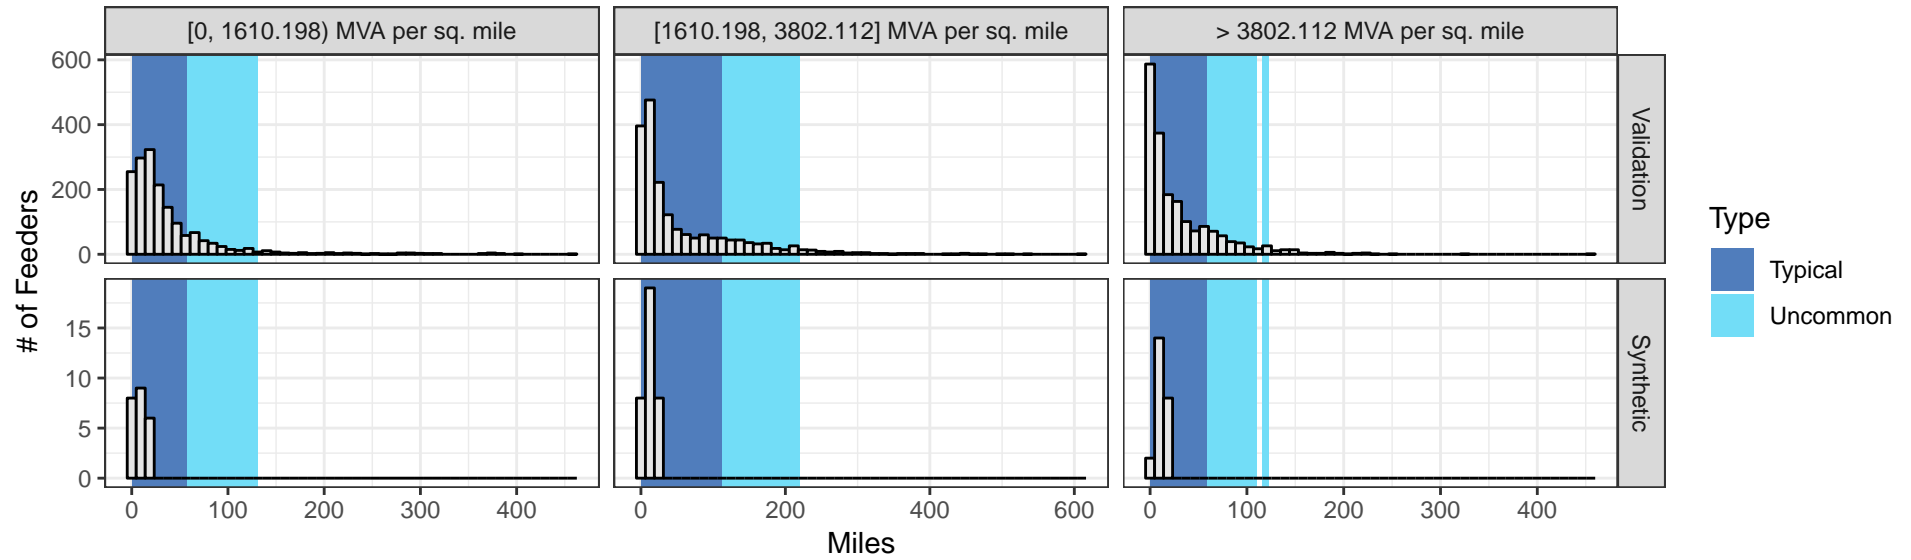 [0, 1610.198) MVA per sq. mile
[1610.198, 3802.112] MVA per sq. mile
> 3802.112 MVA per sq. mile
# of Feeders
600
400
200
0
Validation
15
10
5
0
Synthetic
0 100 200 300 400
0 200 400 600
0 100 200 300 400
Miles
Type
Typical
Uncommon